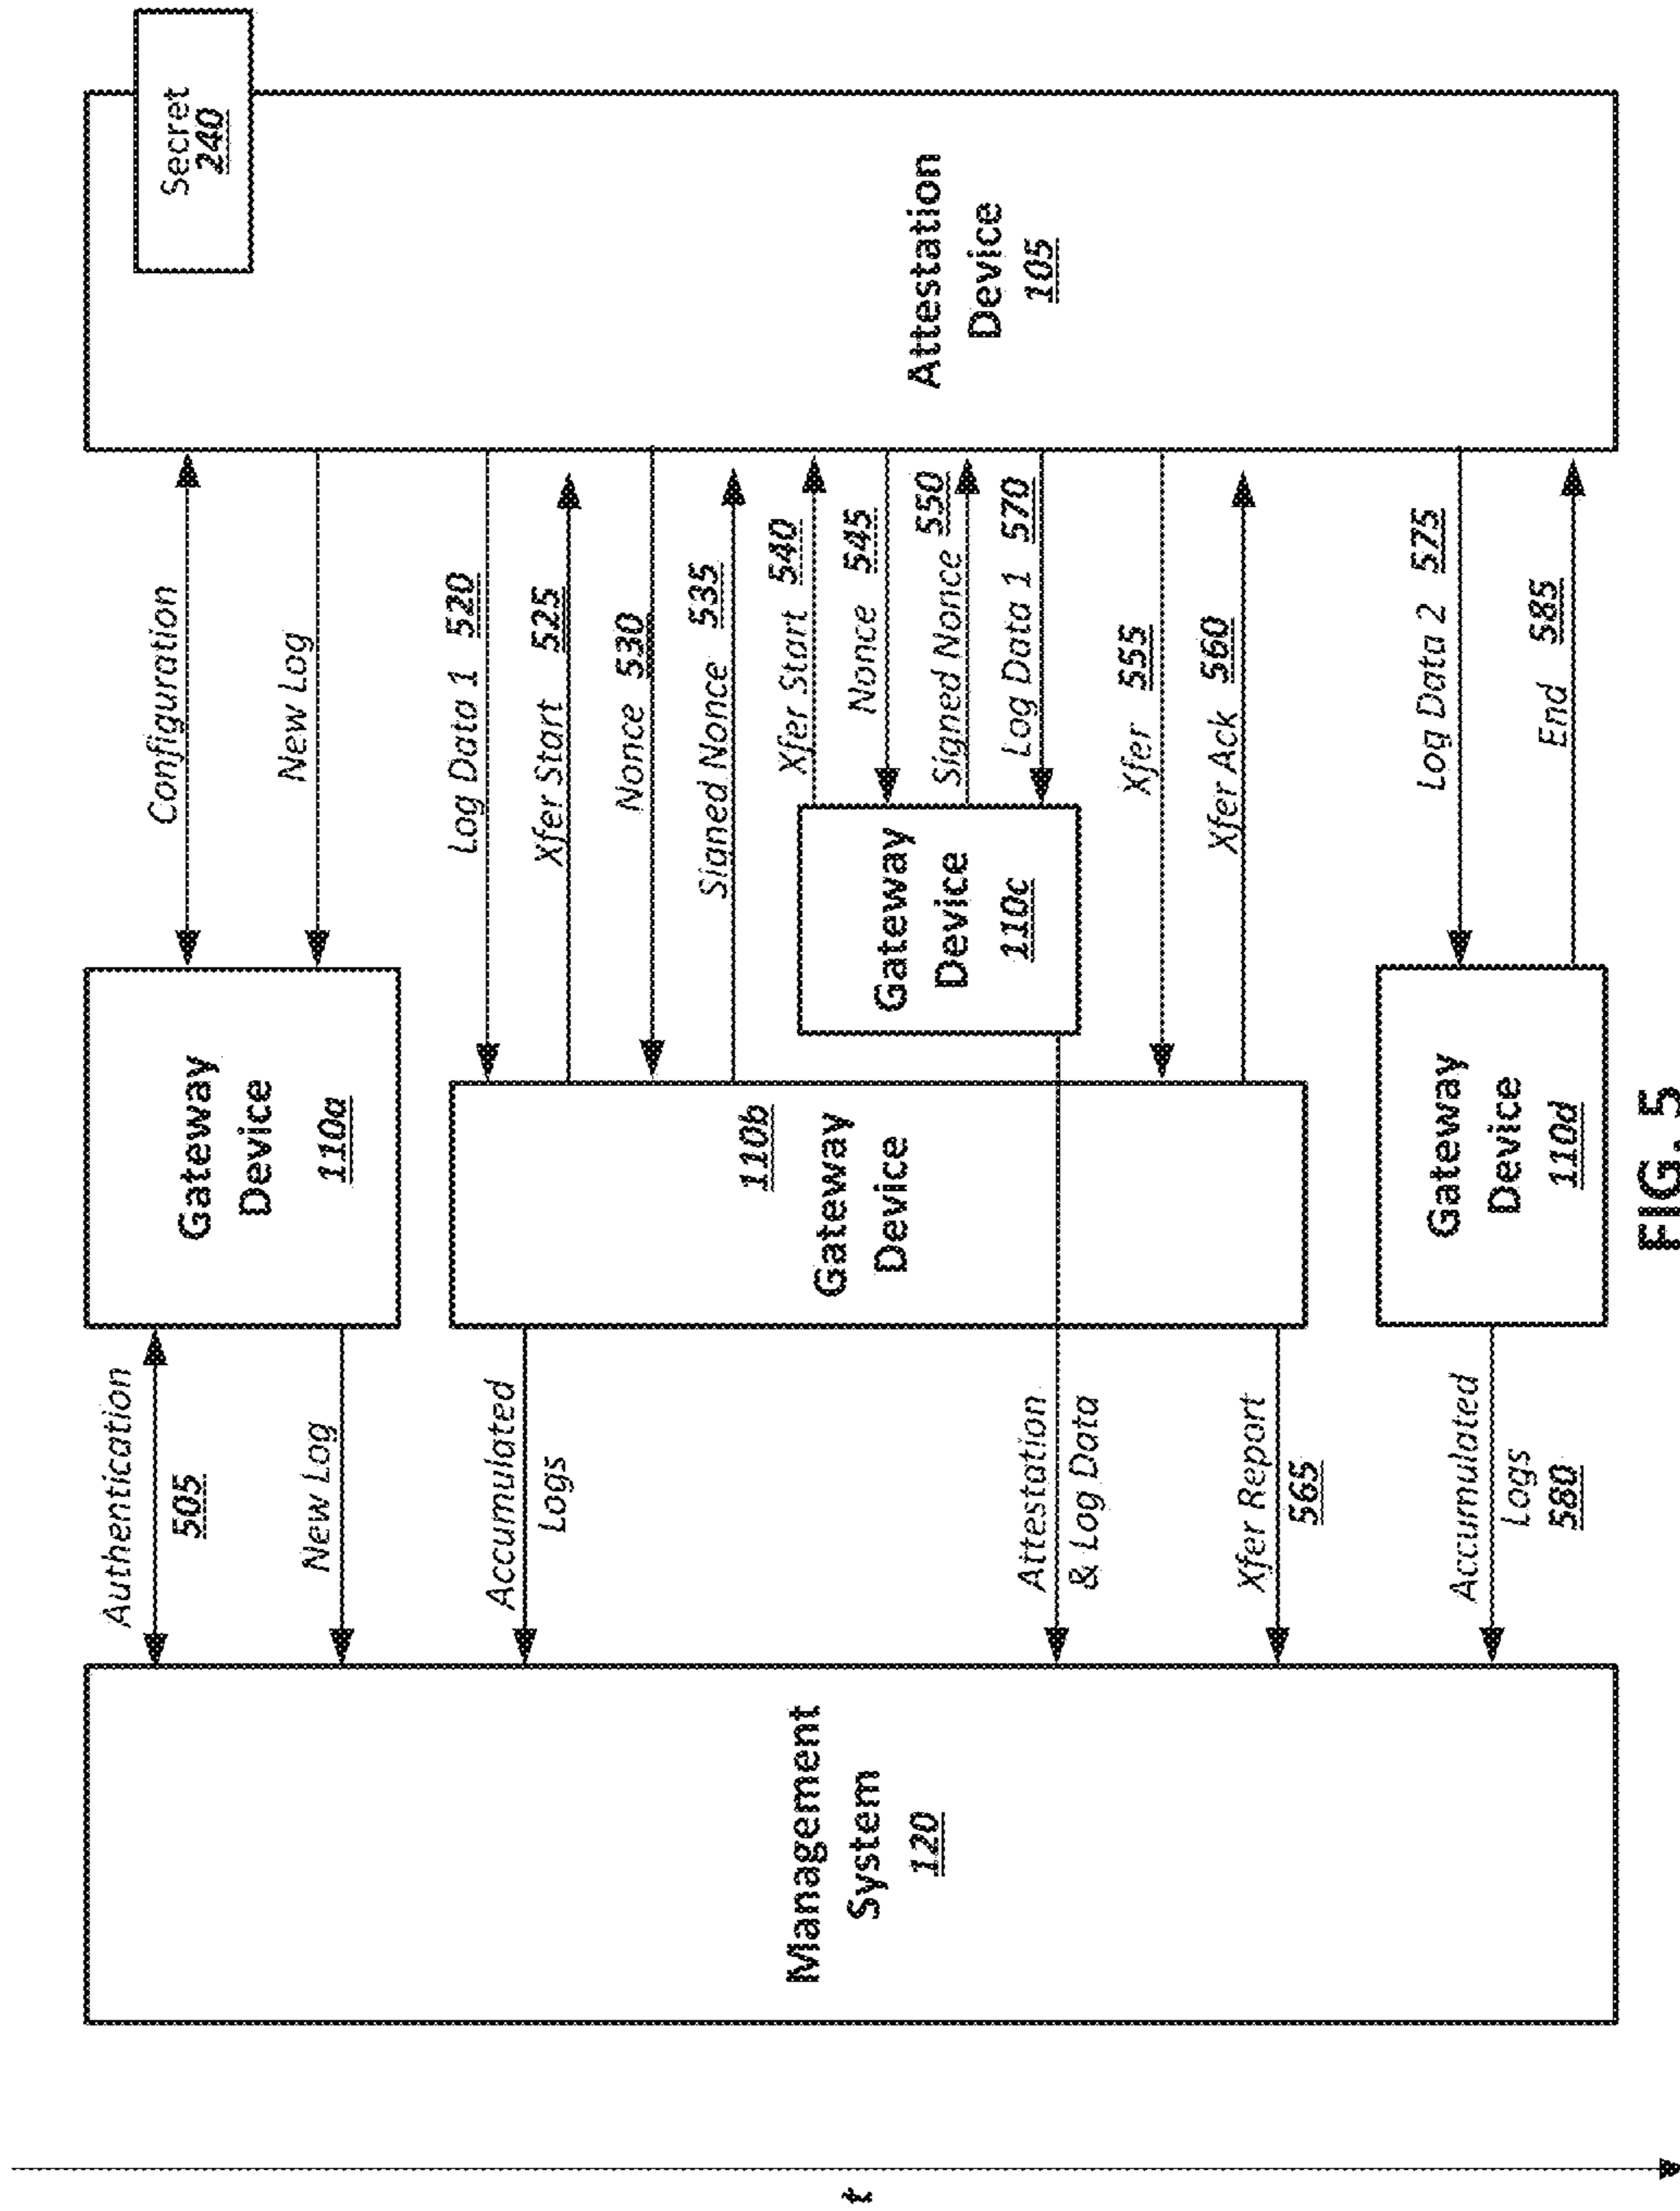 t
Management
System
120
Authentication
505
New Log
Accumulated
Logs
Attestation
& Log Data
Xfer Report
565
Accumulated
Logs
580
Gateway
Device
110a
110b
Gateway
Device
Gateway
Device
110c
Gateway
Device
110d
Configuration
New Log
Log Data 1 520
Xfer Start 525
Nonce 530
Signed Nonce 535
Xfer Start 540
Nonce 545
Signed Nonce 550
Log Data 1 570
Xfer 555
Xfer Ack 560
Log Data 2 575
End 585
Secret
240
Attestation
Device
105
FIG. 5